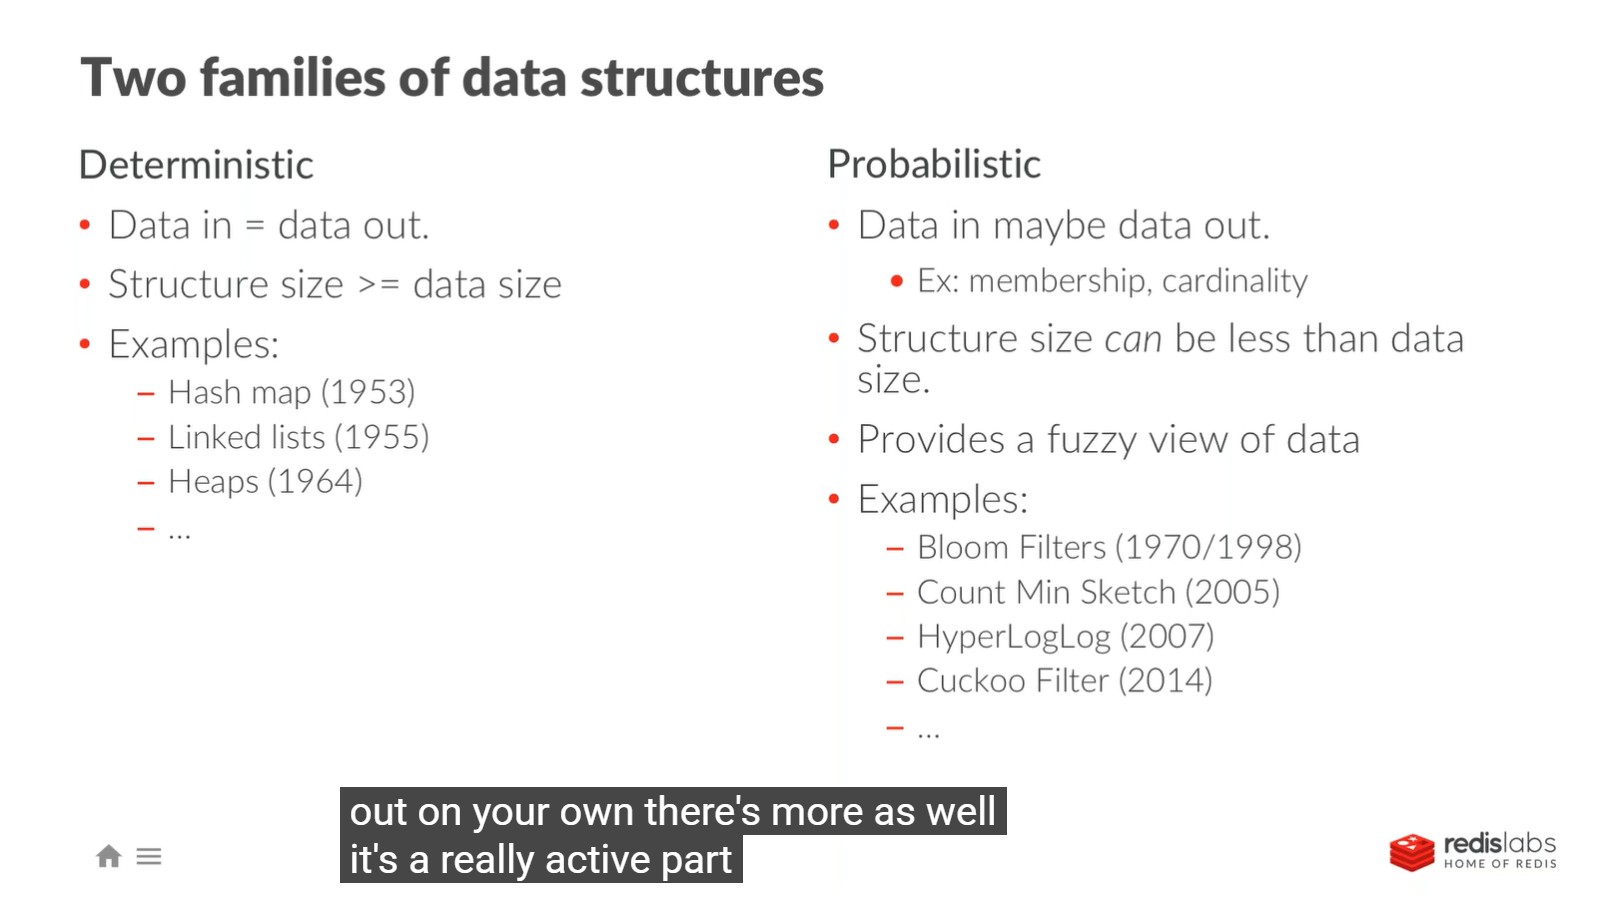 Two families of data structures
Deterministic
• Data in = data out.
• Structure size >= data size
• Examples:
– Hash map (1953)
– Linked lists (1955)
– Heaps (1964)
– ...
Probabilistic
• Data in maybe data out.
• Ex: membership, cardinality
• Structure size can be less than data
size.
• Provides a fuzzy view of data
• Examples:
– Bloom Filters (1970/1998)
– Count Min Sketch (2005)
– HyperLogLog (2007)
– Cuckoo Filter (2014)
– ...
out on your own there's more as well
it's a really active part
redislabs
HOME OF REDIS